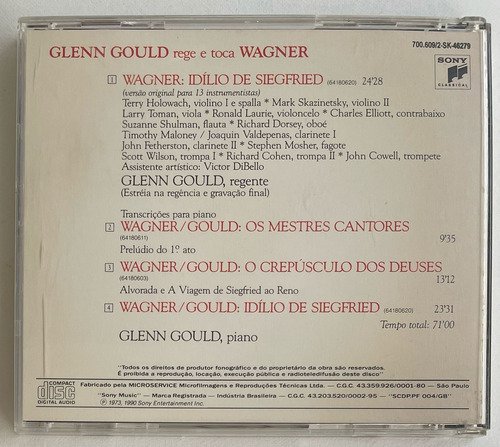 GLENN GOULD rege e toca WAGNER
700.609/2-SK-46279
SONY
CLASSICAL
1 WAGNER: IDÍLIO DE SIEGFRIED (64180620) 24'28
(versão original para 13 instrumentistas)
Terry Holowach, violino I e spalla * Mark Skazinetsky, violino II
Larry Toman, viola * Ronald Laurie, violoncelo * Charles Elliott, contrabaixo
Suzanne Shulman, flauta * Richard Dorsey, oboé
Timothy Maloney / Joaquin Valdepenas, clarinete I
John Fetherston, clarinete II * Stephen Mosher, fagote
Scott Wilson, trompa I * Richard Cohen, trompa II * John Cowell, trompete
Assistente artístico: Victor DiBello
GLENN GOULD, regente
(Estréia na regência e gravação final)
Transcrições para piano
2 WAGNER/GOULD: OS MESTRES CANTORES
(64180611) 9'35
Prelúdio do 1º ato
3 WAGNER/GOULD: O CREPÚSCULO DOS DEUSES
(64180603) 13'12
Alvorada e A Viagem de Siegfried ao Reno
4 WAGNER/GOULD: IDÍLIO DE SIEGFRIED (64180620) 23'31
Tempo total: 71'00
GLENN GOULD, piano
"Todos os direitos de produtor fonográfico e do proprietário da obra são reservados.
É proibida a reprodução, locação, execução pública e radioteledifusão deste disco"
COMPACT
disc
DIGITAL AUDIO
Fabricado pela MICROSERVICE Microfilmagens e Reproduções Técnicas Ltda. — C.G.C. 43.359.926/0001-80 — São Paulo
"Sony Music" — Marca Registrada — Indústria Brasileira — C.G.C. 43.203.520/0002-95 — "SCDP.PF 004/GB"
℗ 1973, 1990 Sony Entertainment Inc.